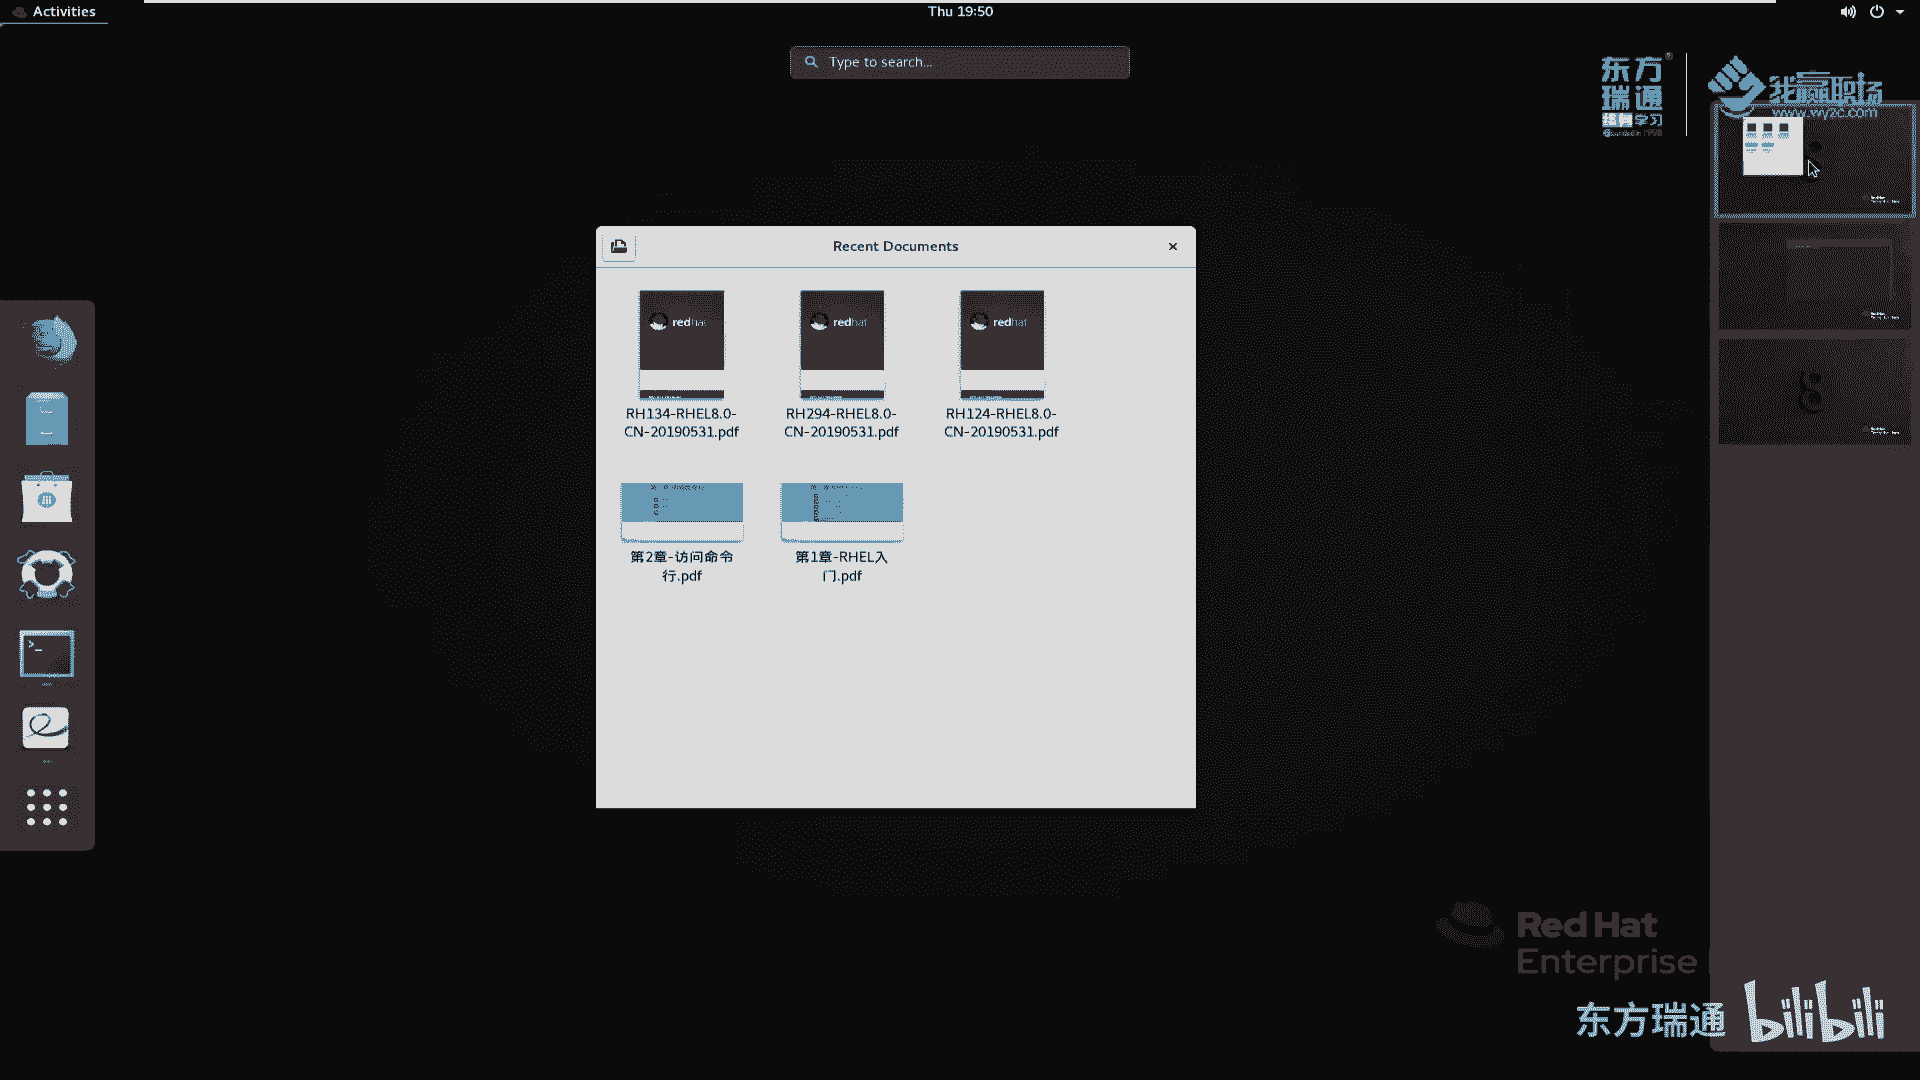 Activities
Thu 19:50
Type to search...
东方
瑞通
终身学习
我赢职场
www.wyzc.com
Recent Documents
redhat
redhat
redhat
RH134-RHEL8.0-
CN-20190531.pdf
RH294-RHEL8.0-
CN-20190531.pdf
RH124-RHEL8.0-
CN-20190531.pdf
第2章-访问命令
行.pdf
第1章-RHEL入
门.pdf
Red Hat
Enterprise
东方瑞通
bilibili